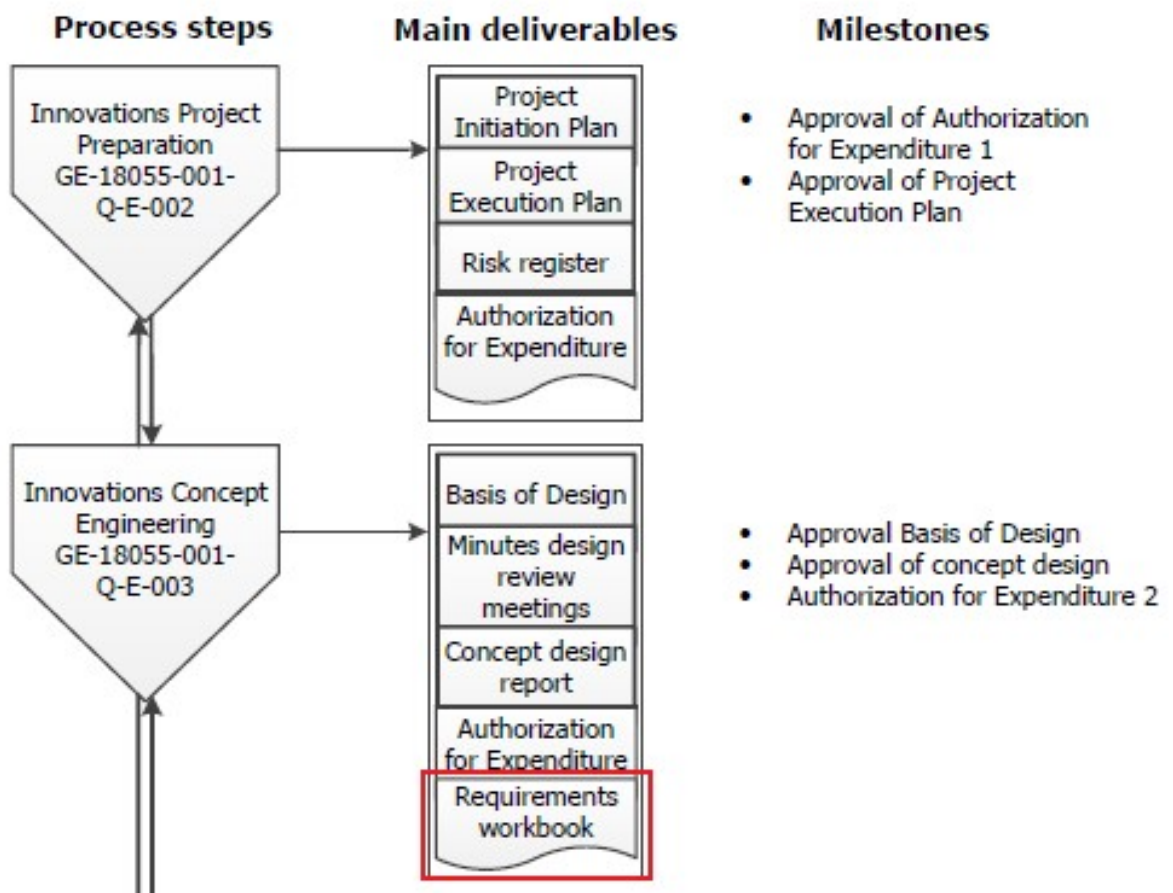 Process steps
Main deliverables
Milestones
Innovations Project
Preparation
GE-18055-001-
Q-E-002
Project
Initiation Plan
Project
Execution Plan
Risk register
Authorization
for Expenditure
• Approval of Authorization
for Expenditure 1
• Approval of Project
Execution Plan
Innovations Concept
Engineering
GE-18055-001-
Q-E-003
Basis of Design
Minutes design
review
meetings
Concept design
report
Authorization
for Expenditure
Requirements
workbook
• Approval Basis of Design
• Approval of concept design
• Authorization for Expenditure 2